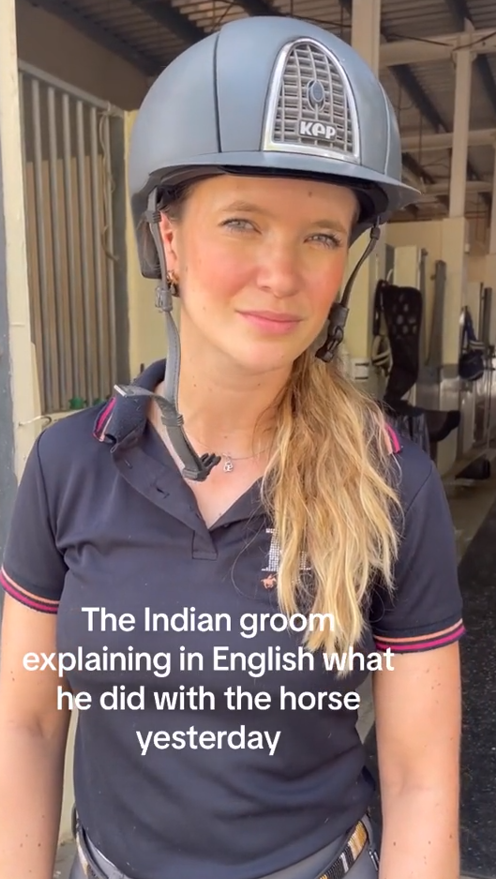 KEP
The Indian groom
explaining in English what
he did with the horse
yesterday